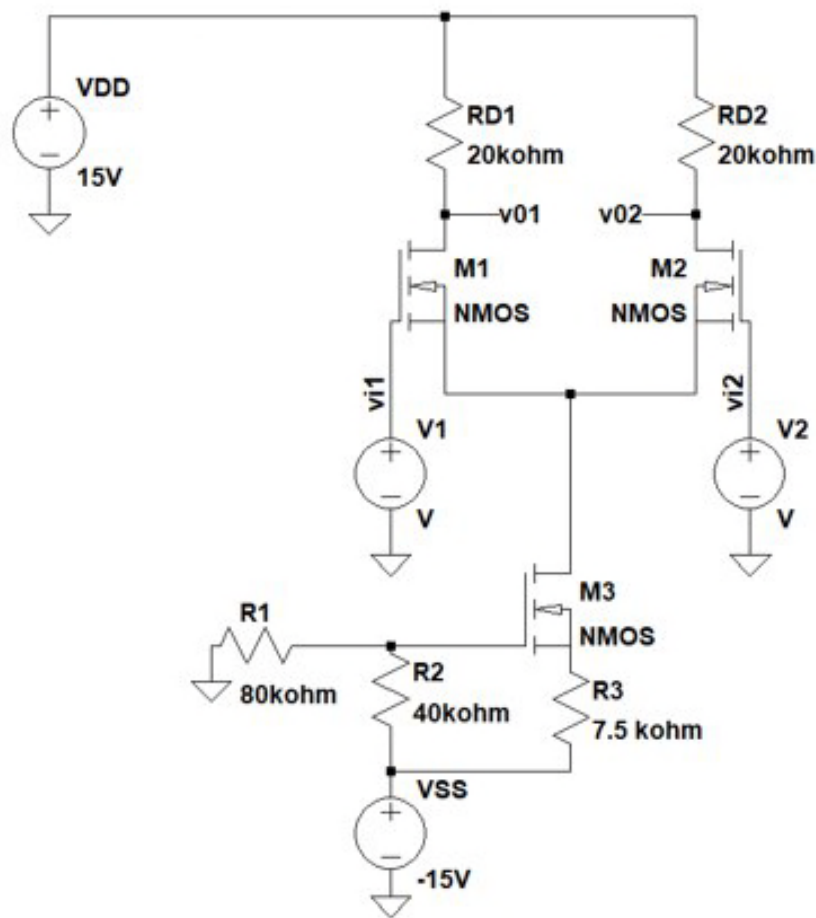 VDD
15V
RD1
20kohm
RD2
20kohm
v01
v02
M1
NMOS
M2
NMOS
vi1
vi2
V1
V
V2
V
M3
NMOS
R1
80kohm
R2
40kohm
R3
7.5 kohm
VSS
-15V